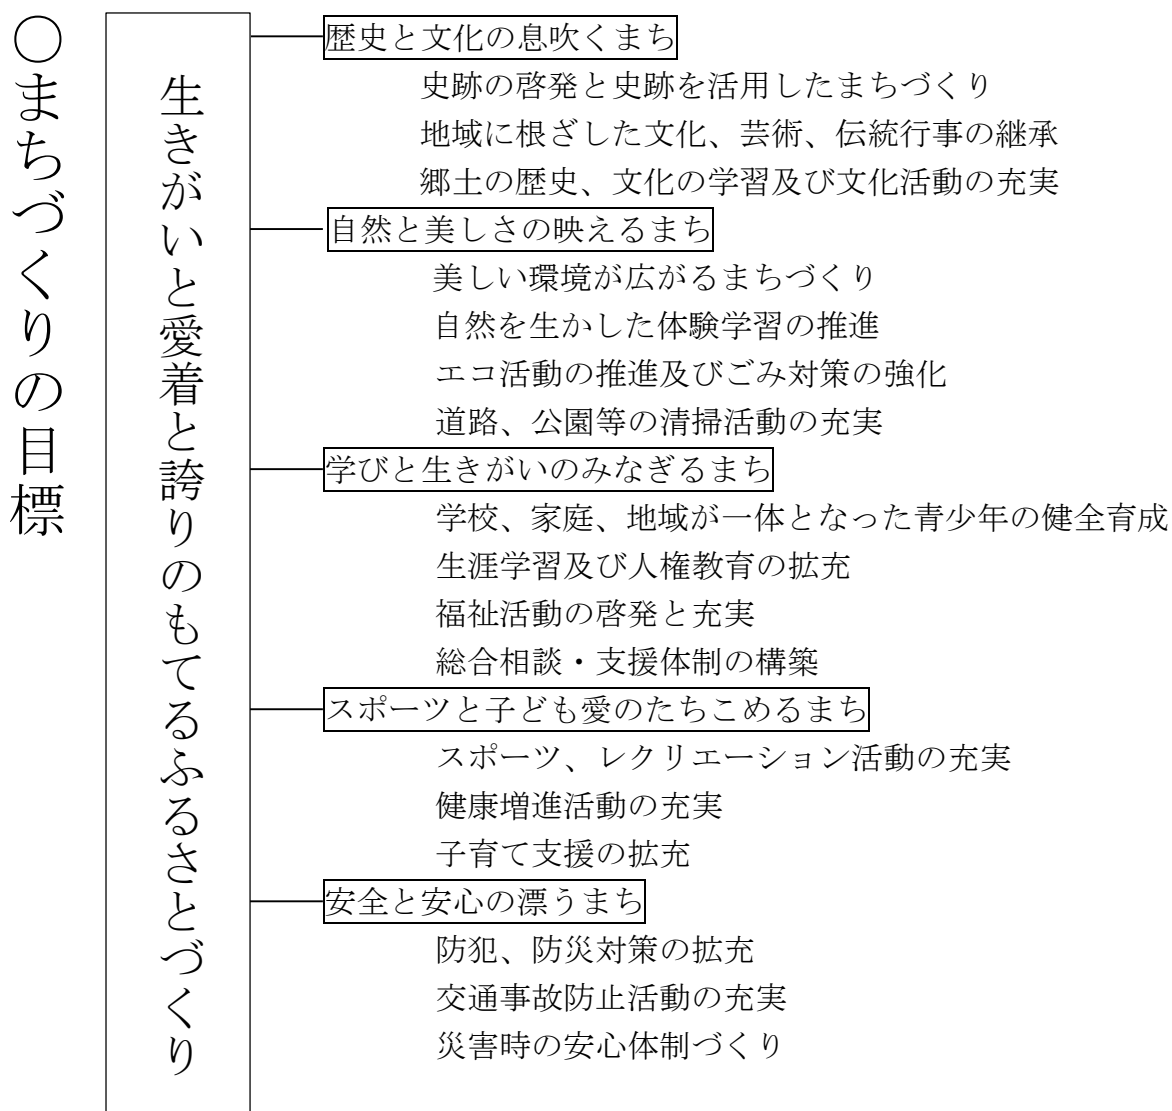 ○まちづくりの目標
生きがいと愛着と誇りのもてるふるさとづくり
歴史と文化の息吹くまち
史跡の啓発と史跡を活用したまちづくり
地域に根ざした文化、芸術、伝統行事の継承
郷土の歴史、文化の学習及び文化活動の充実
自然と美しさの映えるまち
美しい環境が広がるまちづくり
自然を生かした体験学習の推進
エコ活動の推進及びごみ対策の強化
道路、公園等の清掃活動の充実
学びと生きがいのみなぎるまち
学校、家庭、地域が一体となった青少年の健全育成
生涯学習及び人権教育の拡充
福祉活動の啓発と充実
総合相談・支援体制の構築
スポーツと子ども愛のたちこめるまち
スポーツ、レクリエーション活動の充実
健康増進活動の充実
子育て支援の拡充
安全と安心の漂うまち
防犯、防災対策の拡充
交通事故防止活動の充実
災害時の安心体制づくり